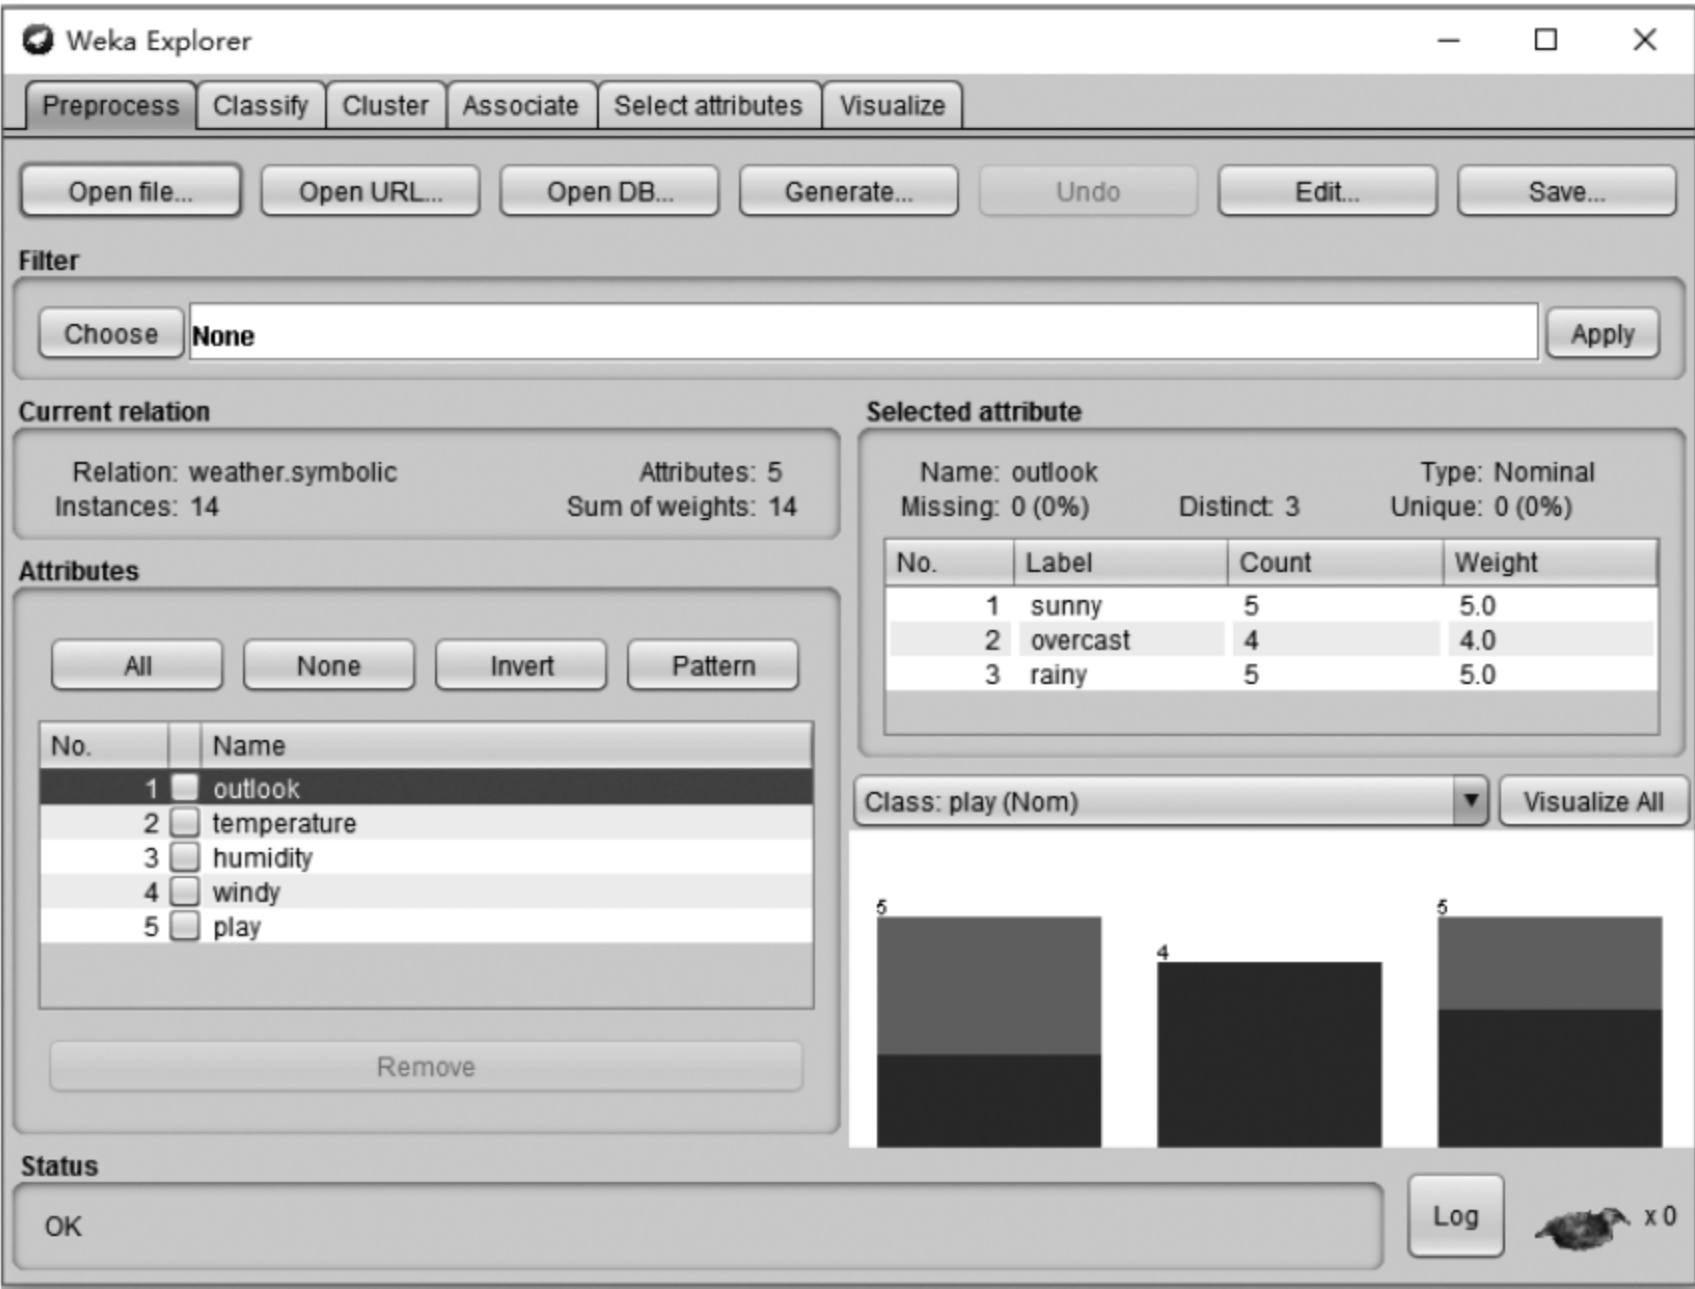 Weka Explorer
Preprocess Classify Cluster Associate Select attributes Visualize
Open file... Open URL... Open DB... Generate... Undo Edit... Save...
Filter
Choose None Apply
Current relation
Relation: weather.symbolic Attributes: 5
Instances: 14 Sum of weights: 14
Attributes
All None Invert Pattern
No. Name
1 outlook
2 temperature
3 humidity
4 windy
5 play
Remove
Selected attribute
Name: outlook Type: Nominal
Missing: 0 (0%) Distinct: 3 Unique: 0 (0%)
No. Label Count Weight
1 sunny 5 5.0
2 overcast 4 4.0
3 rainy 5 5.0
Class: play (Nom) Visualize All
5 4 5
Status
OK
Log x 0